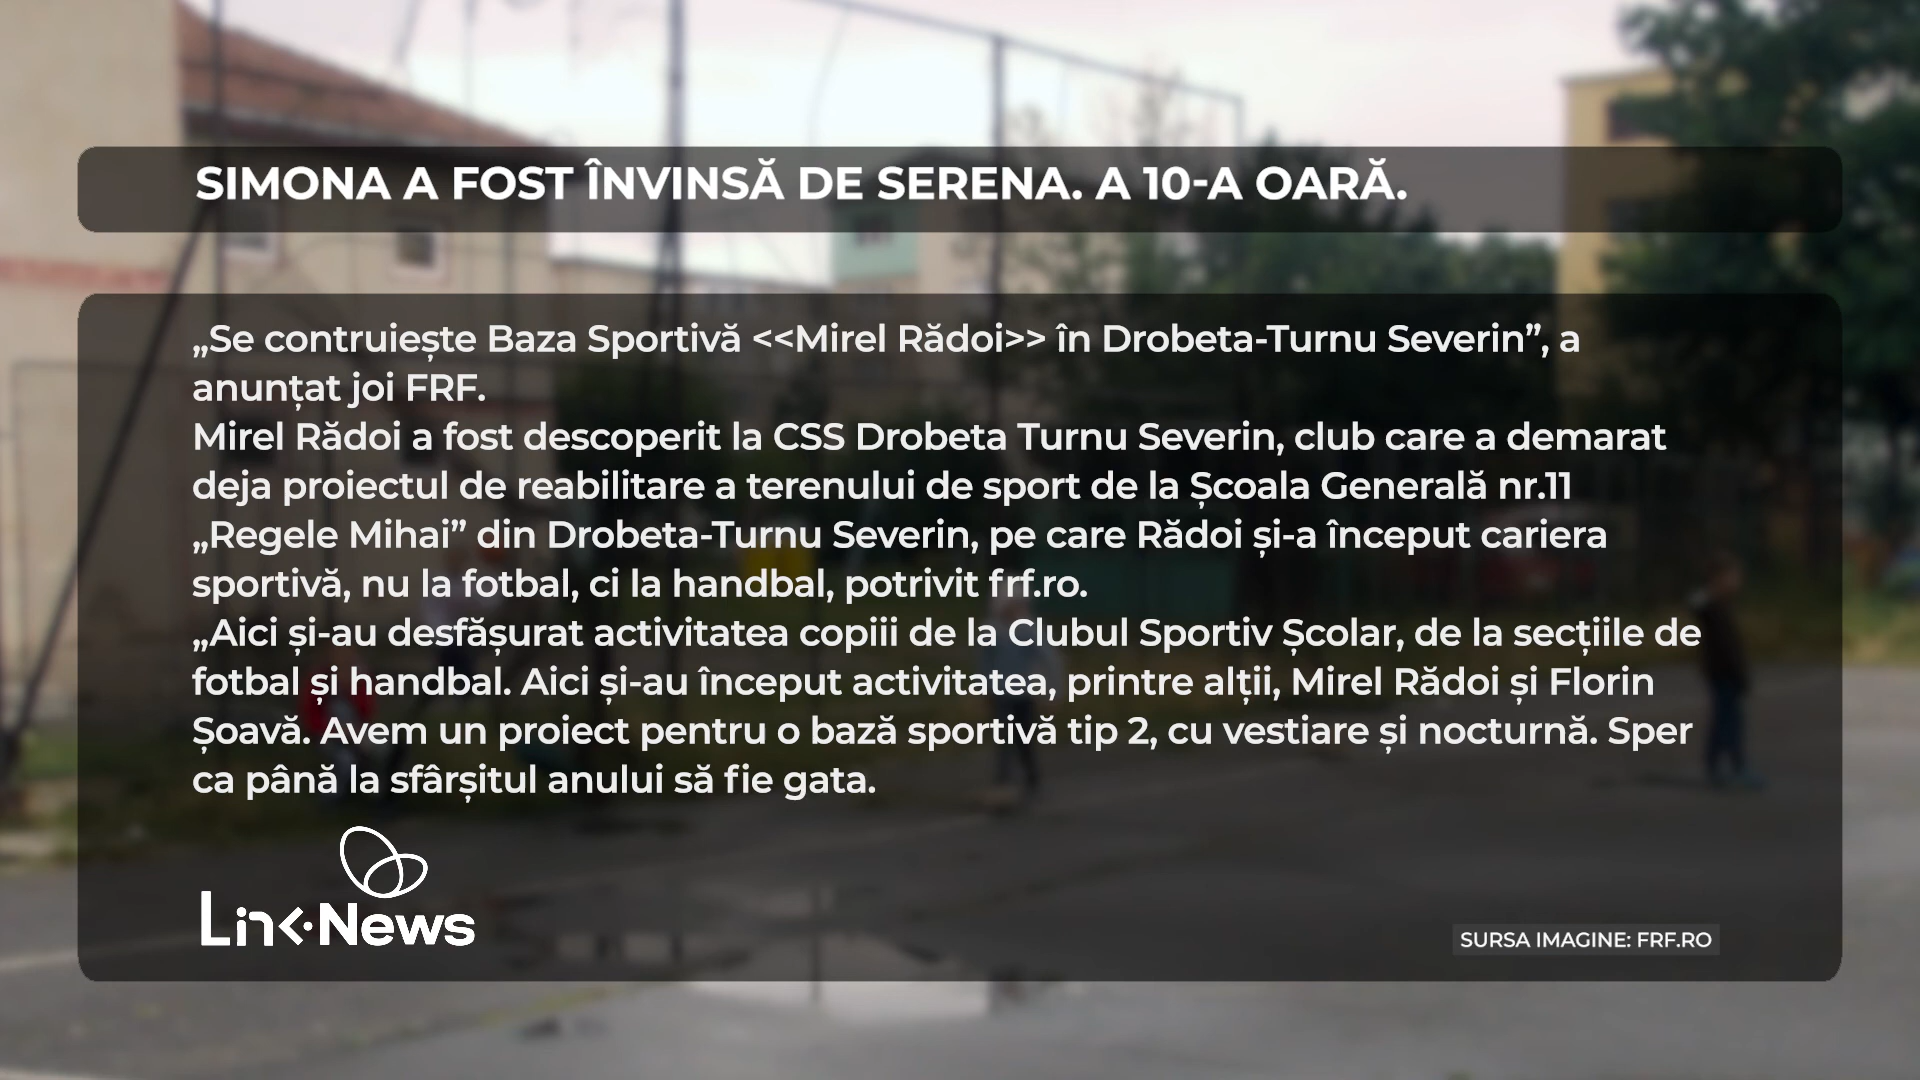 SIMONA A FOST ÎNVINSĂ DE SERENA. A 10-A OARĂ.
„Se contruiește Baza Sportivă <<Mirel Rădoi>> în Drobeta-Turnu Severin”, a
anunțat joi FRF.
Mirel Rădoi a fost descoperit la CSS Drobeta Turnu Severin, club care a demarat
deja proiectul de reabilitare a terenului de sport de la Școala Generală nr.11
„Regele Mihai” din Drobeta-Turnu Severin, pe care Rădoi și-a început cariera
sportivă, nu la fotbal, ci la handbal, potrivit frf.ro.
„Aici și-au desfășurat activitatea copiii de la Clubul Sportiv Școlar, de la secțiile de
fotbal și handbal. Aici și-au început activitatea, printre alții, Mirel Rădoi și Florin
Șoavă. Avem un proiect pentru o bază sportivă tip 2, cu vestiare și nocturnă. Sper
ca până la sfârșitul anului să fie gata.
Link News
SURSA IMAGINE: FRF.RO